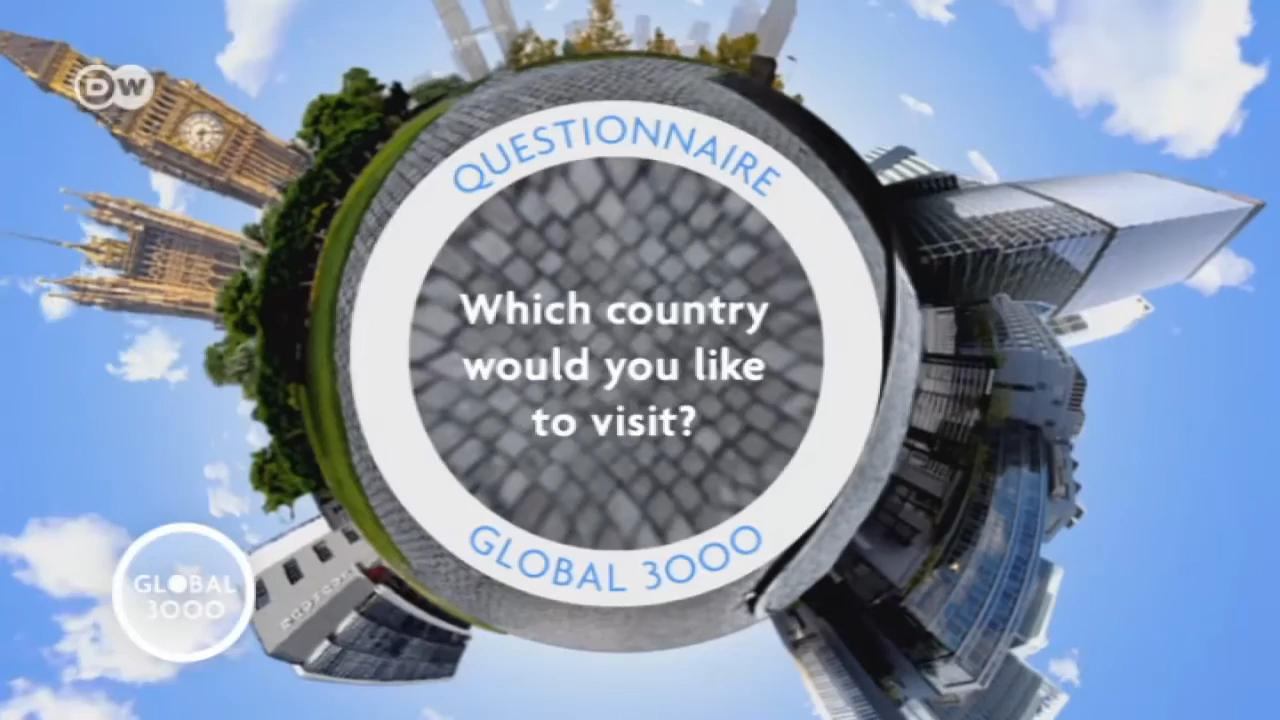 DW
QUESTIONNAIRE
Which country
would you like
to visit?
GLOBAL 3000
GLOBAL
3000